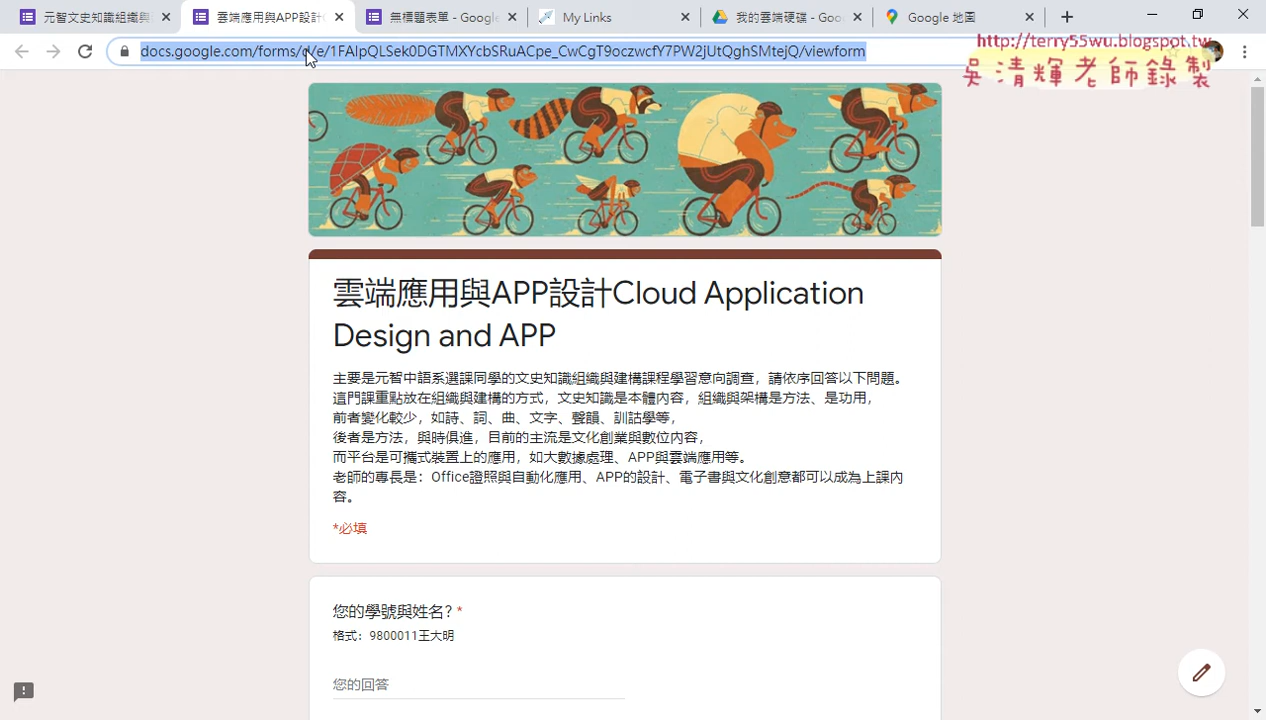 元智文史知識組織與
雲端應用與APP設計C
無標題表單 - Google
My Links
我的雲端硬碟 - Goo
Google 地圖
docs.google.com/forms/d/e/1FAIpQLSek0DGTMXYcbSRuACpe_CwCgT9oczwcfY7PW2jUtQghSMtejQ/viewform
http://terry55wu.blogspot.tw
吳清輝老師錄製
雲端應用與APP設計Cloud Application
Design and APP
主要是元智中語系選課同學的文史知識組織與建構課程學習意向調查，請依序回答以下問題。
這門課重點放在組織與建構的方式，文史知識是本體內容，組織與架構是方法、是功用，
前者變化較少，如詩、詞、曲、文字、聲韻、訓詁學等，
後者是方法，與時俱進，目前的主流是文化創業與數位內容，
而平台是可攜式裝置上的應用，如大數據處理、APP與雲端應用等。
老師的專長是：Office證照與自動化應用、APP的設計、電子書與文化創意都可以成為上課內
容。
*必填
您的學號與姓名? *
格式：9800011王大明
您的回答